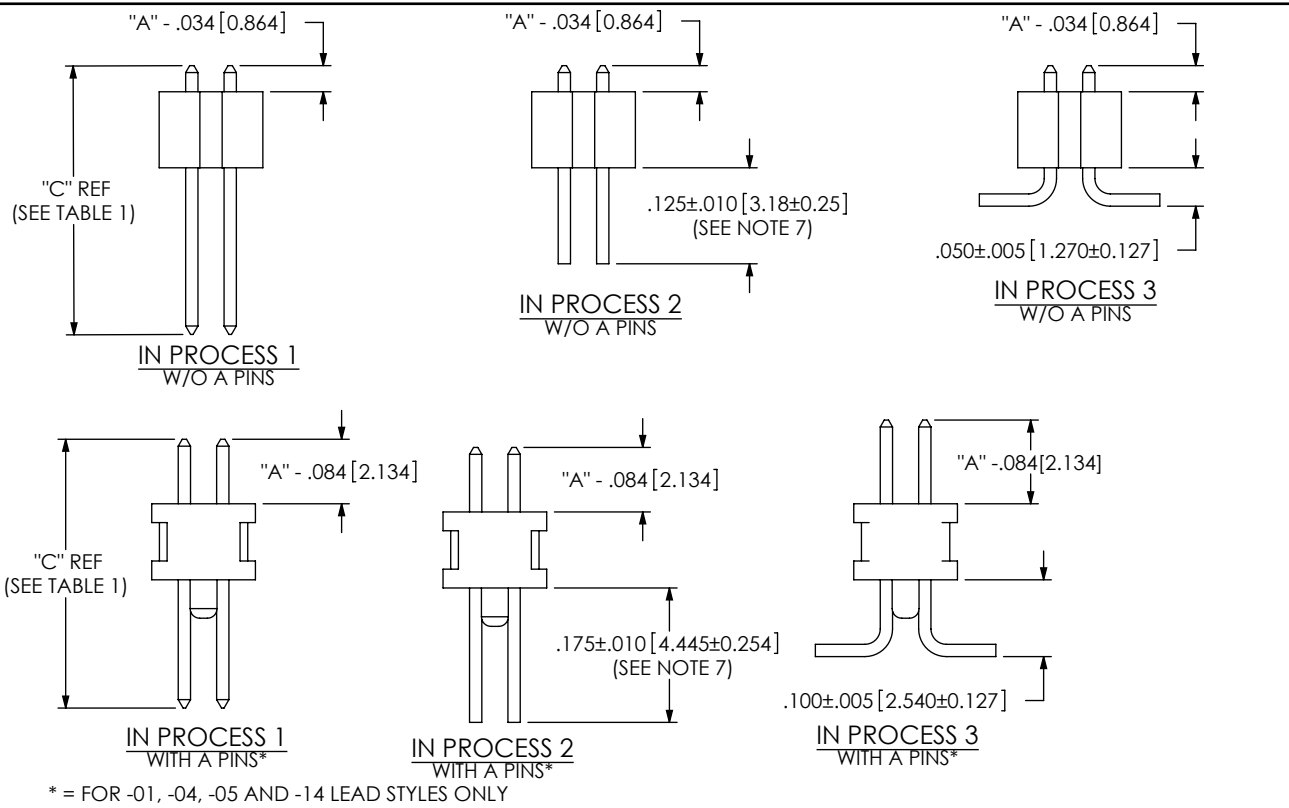 "A" - .034 [0.864]
"A" - .034 [0.864]
"A" - .034 [0.864]
"C" REF
(SEE TABLE 1)
.125±.010 [3.18±0.25]
(SEE NOTE 7)
.050±.005 [1.270±0.127]
IN PROCESS 1
W/O A PINS
IN PROCESS 2
W/O A PINS
IN PROCESS 3
W/O A PINS
"A" - .084 [2.134]
"A" - .084 [2.134]
"A" -.084[2.134]
"C" REF
(SEE TABLE 1)
.175±.010 [4.445±0.254]
(SEE NOTE 7)
.100±.005 [2.540±0.127]
IN PROCESS 1
WITH A PINS*
IN PROCESS 2
WITH A PINS*
IN PROCESS 3
WITH A PINS*
* = FOR -01, -04, -05 AND -14 LEAD STYLES ONLY